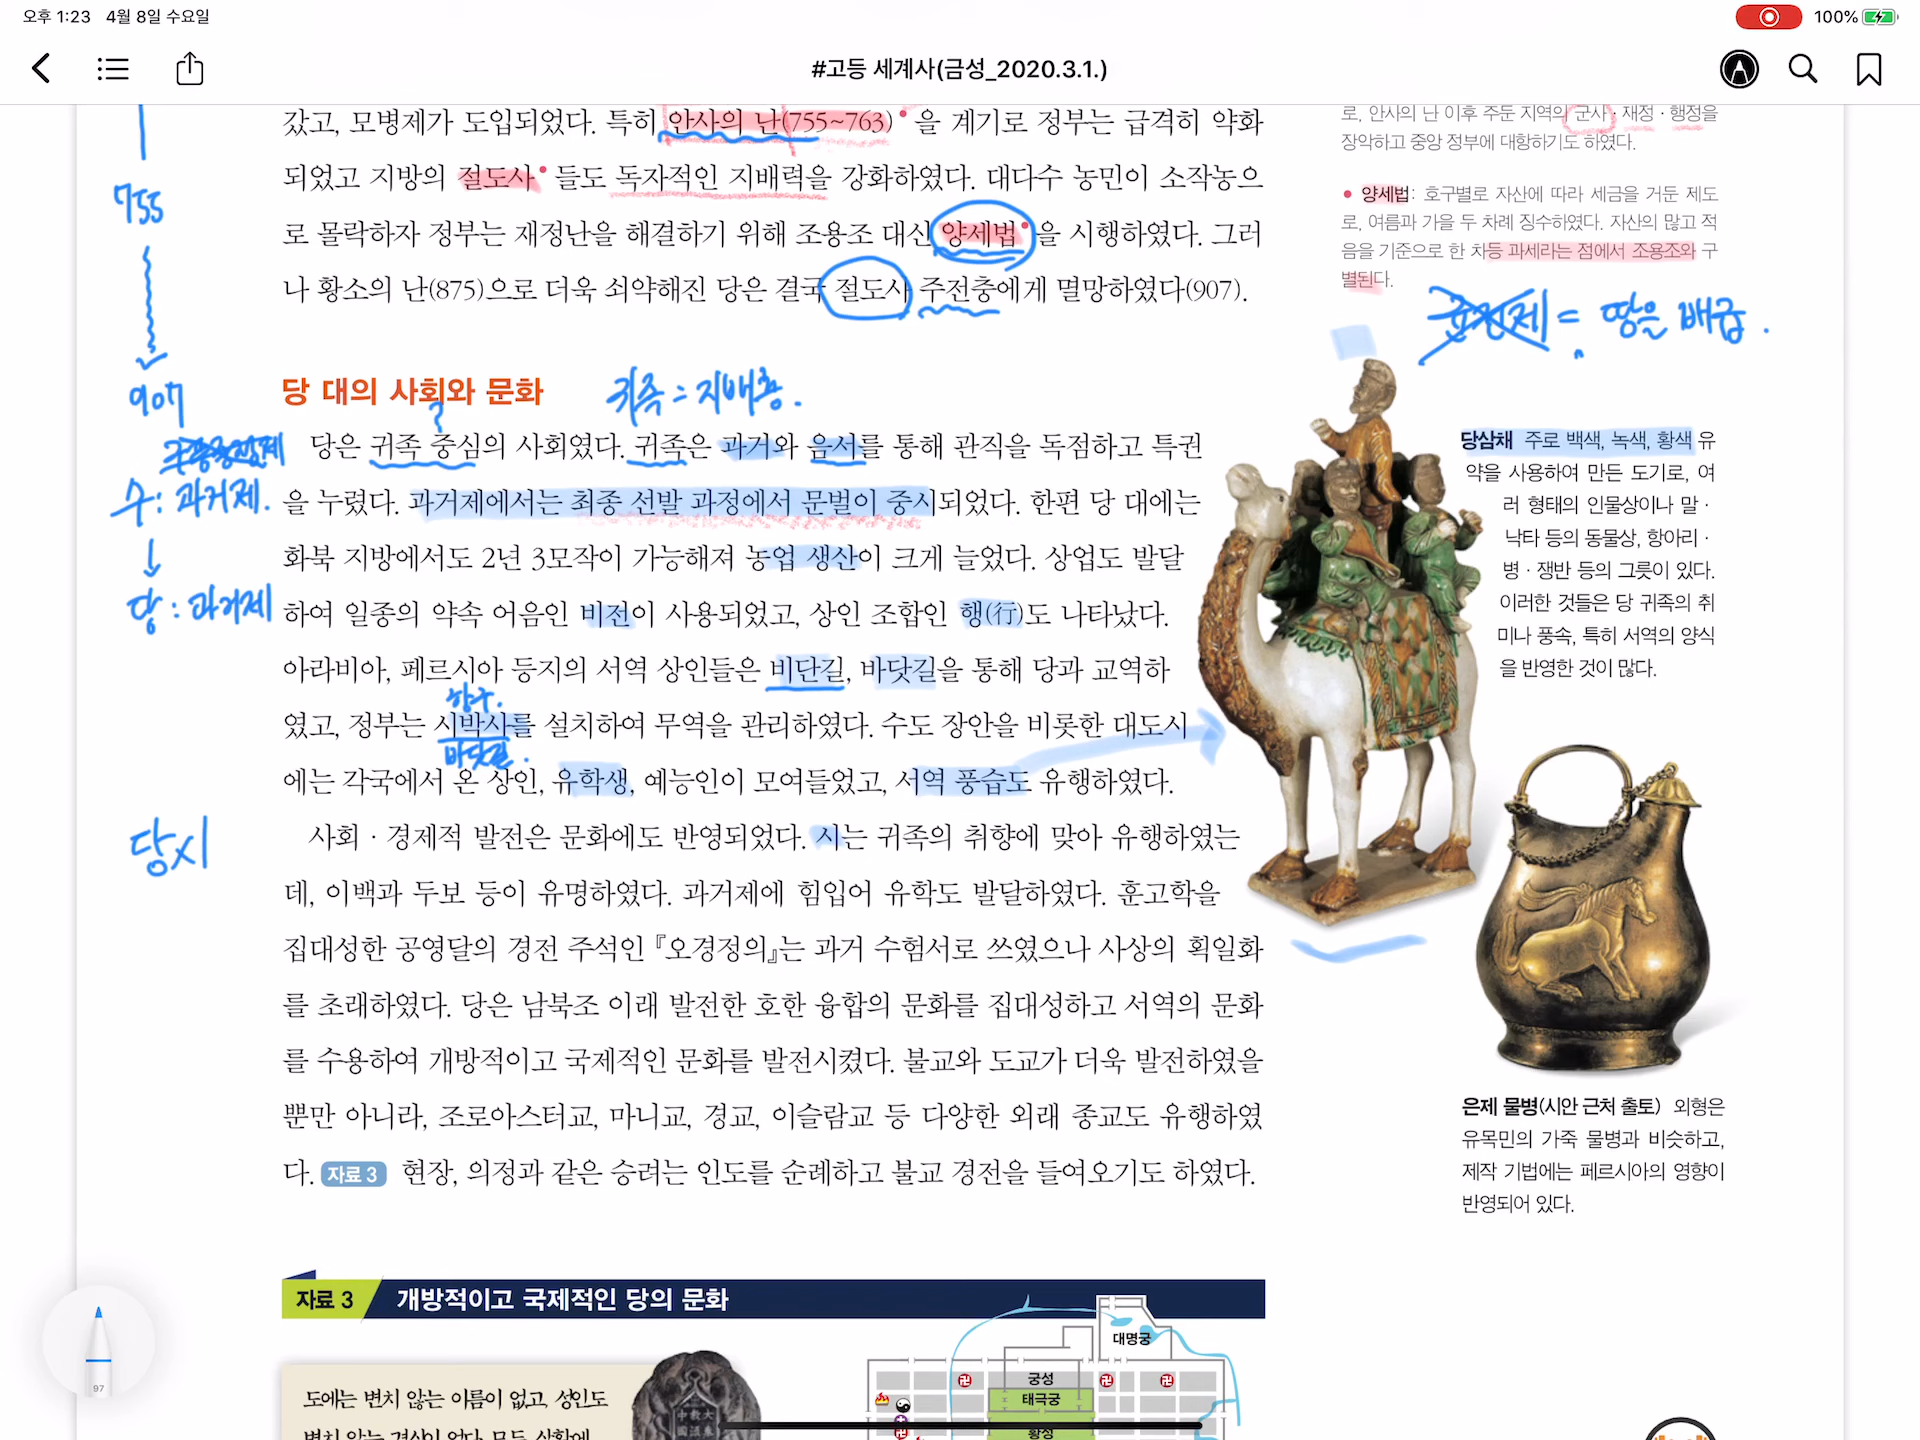 오후 1:23 4월 8일 수요일
100%
#고등 세계사(금성_2020.3.1.)
갔고, 모병제가 도입되었다. 특히 안사의 난(755~763)•을 계기로 정부는 급격히 약화
되었고 지방의 절도사•들도 독자적인 지배력을 강화하였다. 대다수 농민이 소작농으
로 몰락하자 정부는 재정난을 해결하기 위해 조용조 대신 양세법•을 시행하였다. 그러
나 황소의 난(875)으로 더욱 쇠약해진 당은 결국 절도사 주전충에게 멸망하였다(907).
로, 안사의 난 이후 주둔 지역의 군사·재정·행정을
장악하고 중앙 정부에 대항하기도 하였다.
• 양세법: 호구별로 자산에 따라 세금을 거둔 제도
로, 여름과 가을 두 차례 징수하였다. 자산의 많고 적
음을 기준으로 한 차등 과세라는 점에서 조용조와 구
별된다.
= 땅을 배급.
755
907
당 대의 사회와 문화
귀족=지배층.
당은 귀족 중심의 사회였다. 귀족은 과거와 음서를 통해 관직을 독점하고 특권
을 누렸다. 과거제에서는 최종 선발 과정에서 문벌이 중시되었다. 한편 당 대에는
화북 지방에서도 2년 3모작이 가능해져 농업 생산이 크게 늘었다. 상업도 발달
하여 일종의 약속 어음인 비전이 사용되었고, 상인 조합인 행(行)도 나타났다.
아라비아, 페르시아 등지의 서역 상인들은 비단길, 바닷길을 통해 당과 교역하
항구.
였고, 정부는 시박사를 설치하여 무역을 관리하였다. 수도 장안을 비롯한 대도시
바닷길.
에는 각국에서 온 상인, 유학생, 예능인이 모여들었고, 서역 풍습도 유행하였다.
수: 과거제.
↓
당: 과거제
당시
사회·경제적 발전은 문화에도 반영되었다. 시는 귀족의 취향에 맞아 유행하였는
데, 이백과 두보 등이 유명하였다. 과거제에 힘입어 유학도 발달하였다. 훈고학을
집대성한 공영달의 경전 주석인 『오경정의』는 과거 수험서로 쓰였으나 사상의 획일화
를 초래하였다. 당은 남북조 이래 발전한 호한 융합의 문화를 집대성하고 서역의 문화
를 수용하여 개방적이고 국제적인 문화를 발전시켰다. 불교와 도교가 더욱 발전하였을
뿐만 아니라, 조로아스터교, 마니교, 경교, 이슬람교 등 다양한 외래 종교도 유행하였
다. 자료 3 현장, 의정과 같은 승려는 인도를 순례하고 불교 경전을 들여오기도 하였다.
당삼채 주로 백색, 녹색, 황색 유
약을 사용하여 만든 도기로, 여
러 형태의 인물상이나 말·
낙타 등의 동물상, 항아리·
병·쟁반 등의 그릇이 있다.
이러한 것들은 당 귀족의 취
미나 풍속, 특히 서역의 양식
을 반영한 것이 많다.
은제 물병(시안 근처 출토) 외형은
유목민의 가죽 물병과 비슷하고,
제작 기법에는 페르시아의 영향이
반영되어 있다.
자료 3 개방적이고 국제적인 당의 문화
도에는 변치 않는 이름이 없고, 성인도
변치 않는 격상이 없다. 모든 상황에
대명궁
궁성
태극궁
황성
97